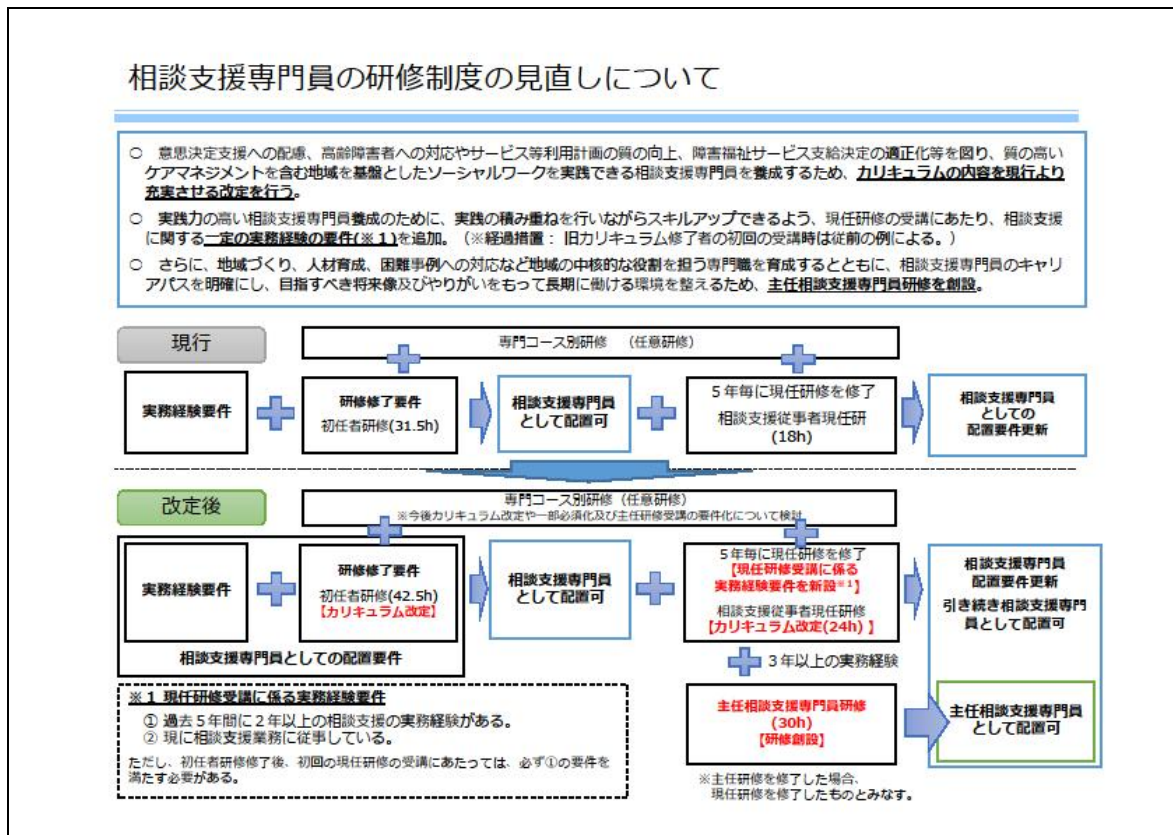 相談支援専門員の研修制度の見直しについて
○ 意思決定支援への配慮、高齢障害者への対応やサービス等利用計画の質の向上、障害福祉サービス支給決定の適正化等を図り、質の高い
ケアマネジメントを含む地域を基盤としたソーシャルワークを実践できる相談支援専門員を養成するため、カリキュラムの内容を現行より
充実させる改定を行う。
○ 実践力の高い相談支援専門員養成のために、実践の積み重ねを行いながらスキルアップできるよう、現任研修の受講にあたり、相談支援
に関する一定の実務経験の要件(※１)を追加。（※経過措置：旧カリキュラム修了者の初回の受講時は従前の例による。）
○ さらに、地域づくり、人材育成、困難事例への対応など地域の中核的な役割を担う専門職を育成するとともに、相談支援専門員のキャリ
アパスを明確にし、目指すべき将来像及びやりがいをもって長期に働ける環境を整えるため、主任相談支援専門員研修を創設。
現行
専門コース別研修　（任意研修）
実務経験要件
研修修了要件
初任者研修(31.5h)
相談支援専門員
として配置可
５年毎に現任研修を修了
相談支援従事者現任研
(18h)
相談支援専門員
としての
配置要件更新
改定後
専門コース別研修（任意研修）
※今後カリキュラム改定や一部必須化及び主任研修受講の要件化について検討
実務経験要件
研修修了要件
初任者研修(42.5h)
【カリキュラム改定】
相談支援専門員としての配置要件
相談支援専門員
として配置可
５年毎に現任研修を修了
【現任研修受講に係る
実務経験要件を新設※１】
相談支援従事者現任研修
【カリキュラム改定(24h) 】
３年以上の実務経験
主任相談支援専門員研修
(30h)
【研修創設】
※主任研修を修了した場合、
現任研修を修了したものとみなす。
相談支援専門員
配置要件更新
引き続き相談支援専門
員として配置可
主任相談支援専門員
として配置可
※１ 現任研修受講に係る実務経験要件
① 過去５年間に２年以上の相談支援の実務経験がある。
② 現に相談支援業務に従事している。
ただし、初任者研修修了後、初回の現任研修の受講にあたっては、必ず①の要件を
満たす必要がある。